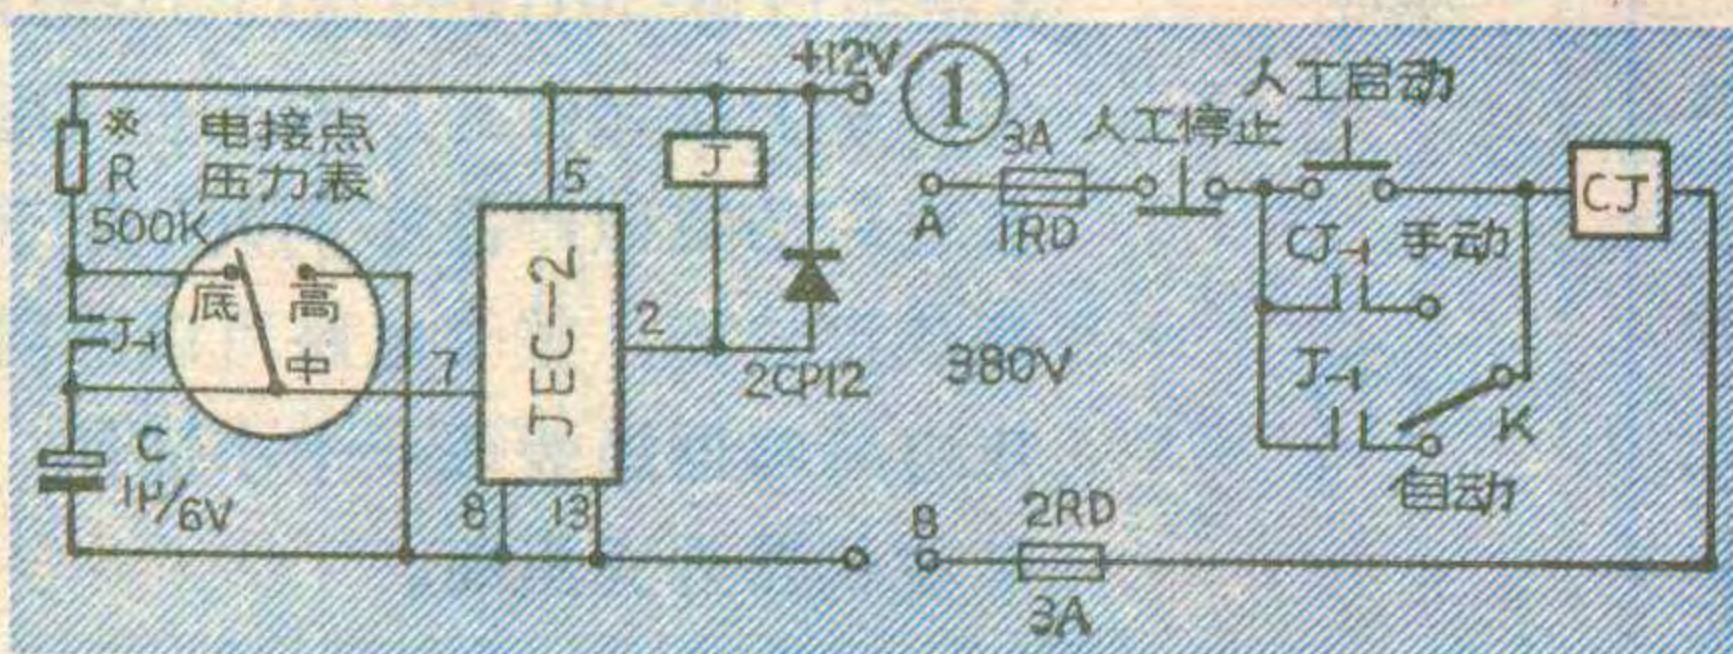 +12V
①
※
R
500K
电接点
压力表
底
高
中
J-1
C
1μ/6V
7
JEC-2
5
8
13
2
J
2CP12
A
3A
1RD
人工停止
人工启动
CJ
CJ-1
手动
J-1
K
自动
380V
B
2RD
3A